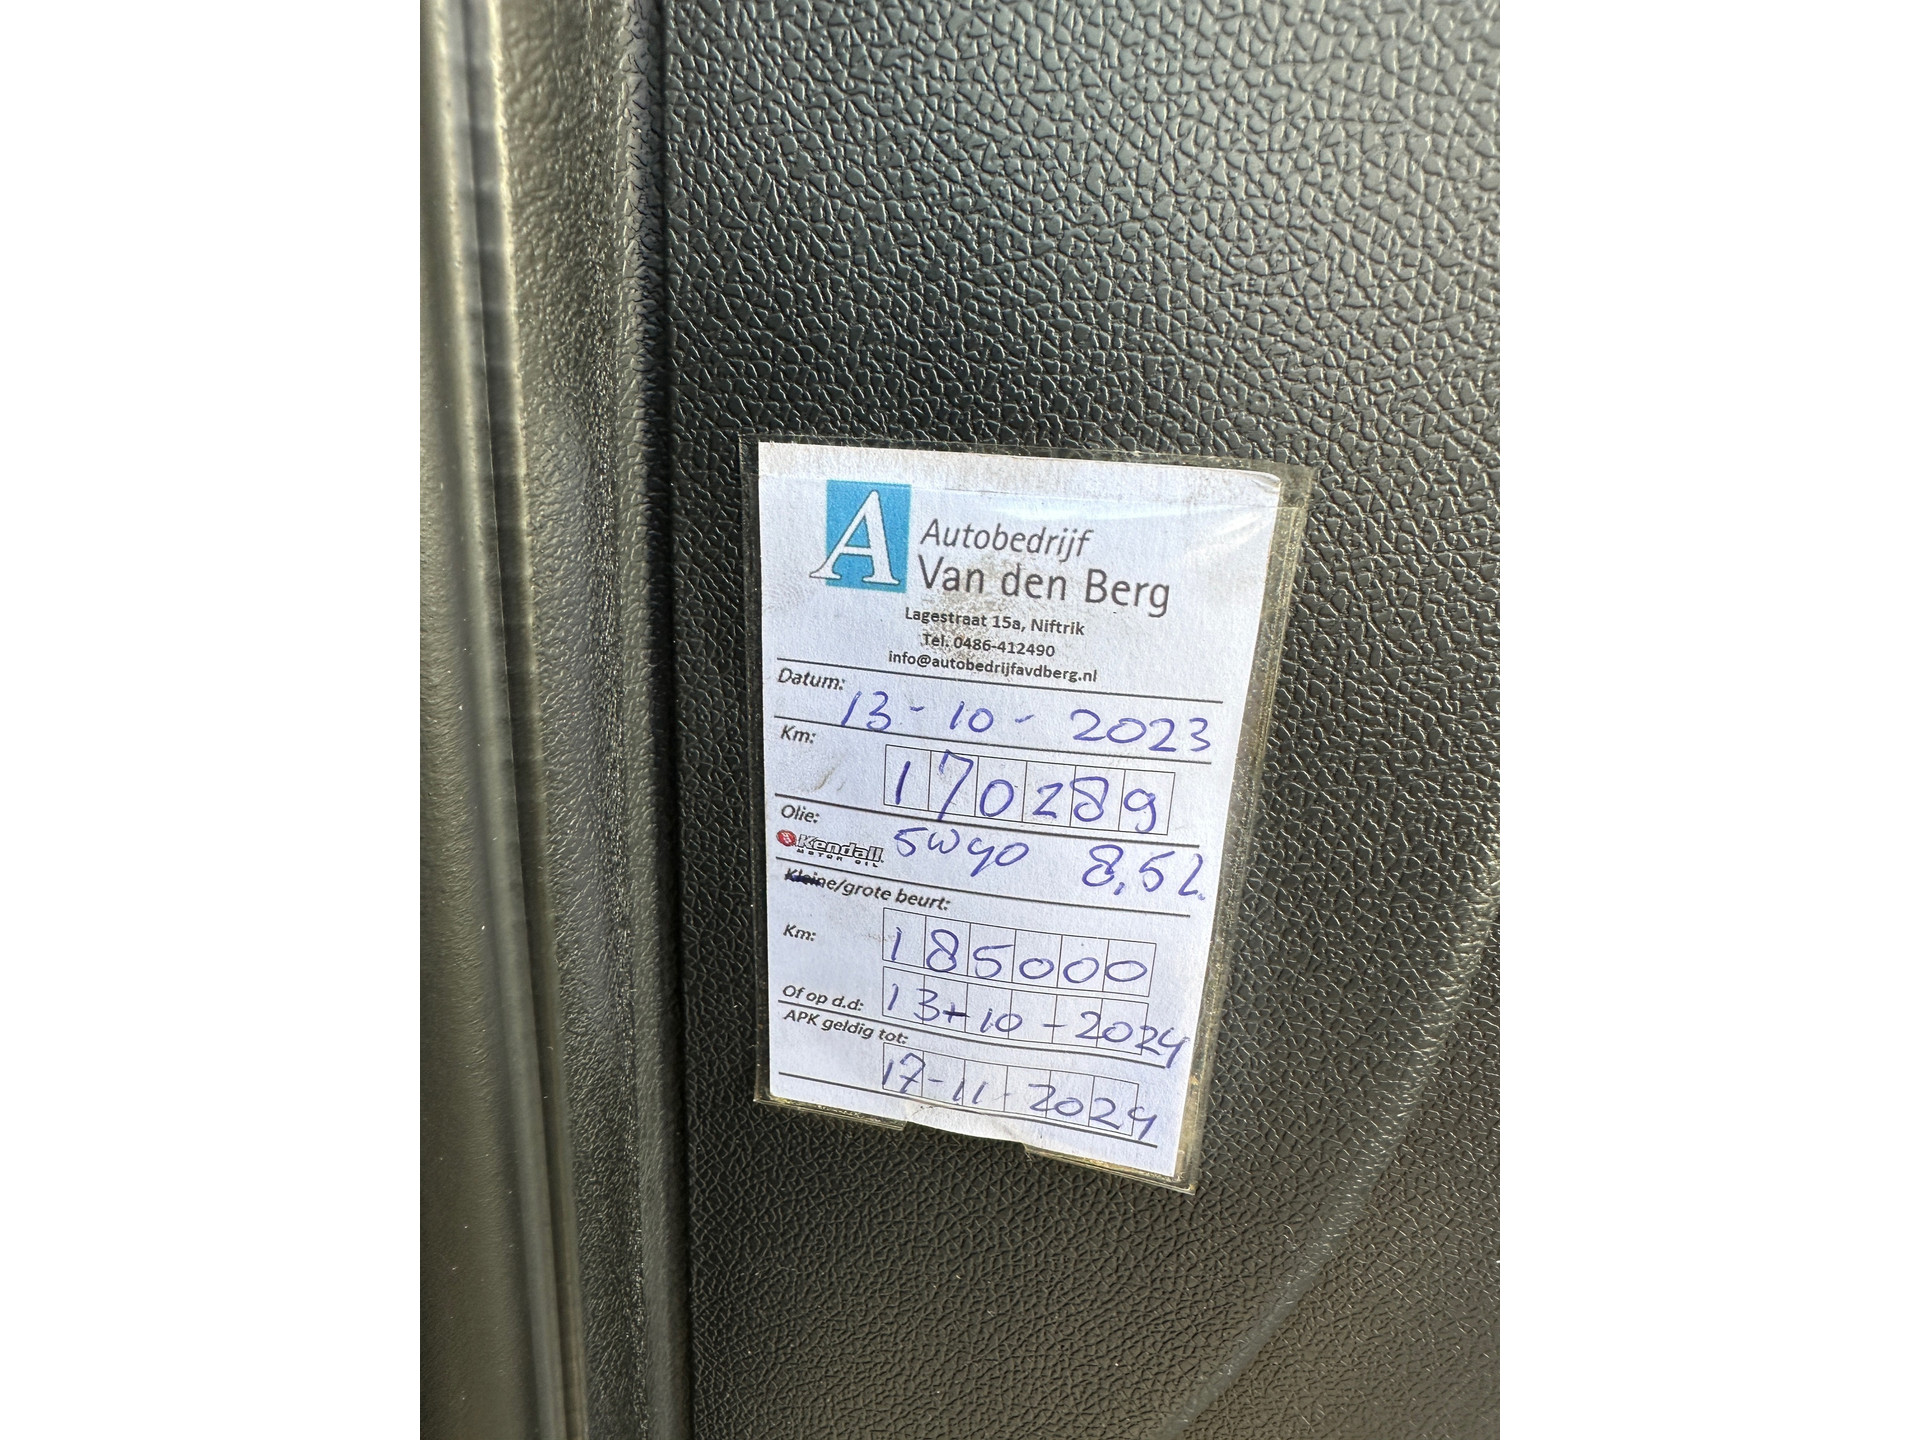 A
Autobedrijf
Van den Berg
Lagestraat 15a, Niftrik
Tel. 0486-412490
info@autobedrijfavdberg.nl
Datum: 13-10-2023
Km: 170289
Olie:
Kendall 5W40 8,5 L
MOTOR OIL
Kleine/grote beurt:
Km: 185000
Of op d.d: 13-10-2024
APK geldig tot:
17-11-2024